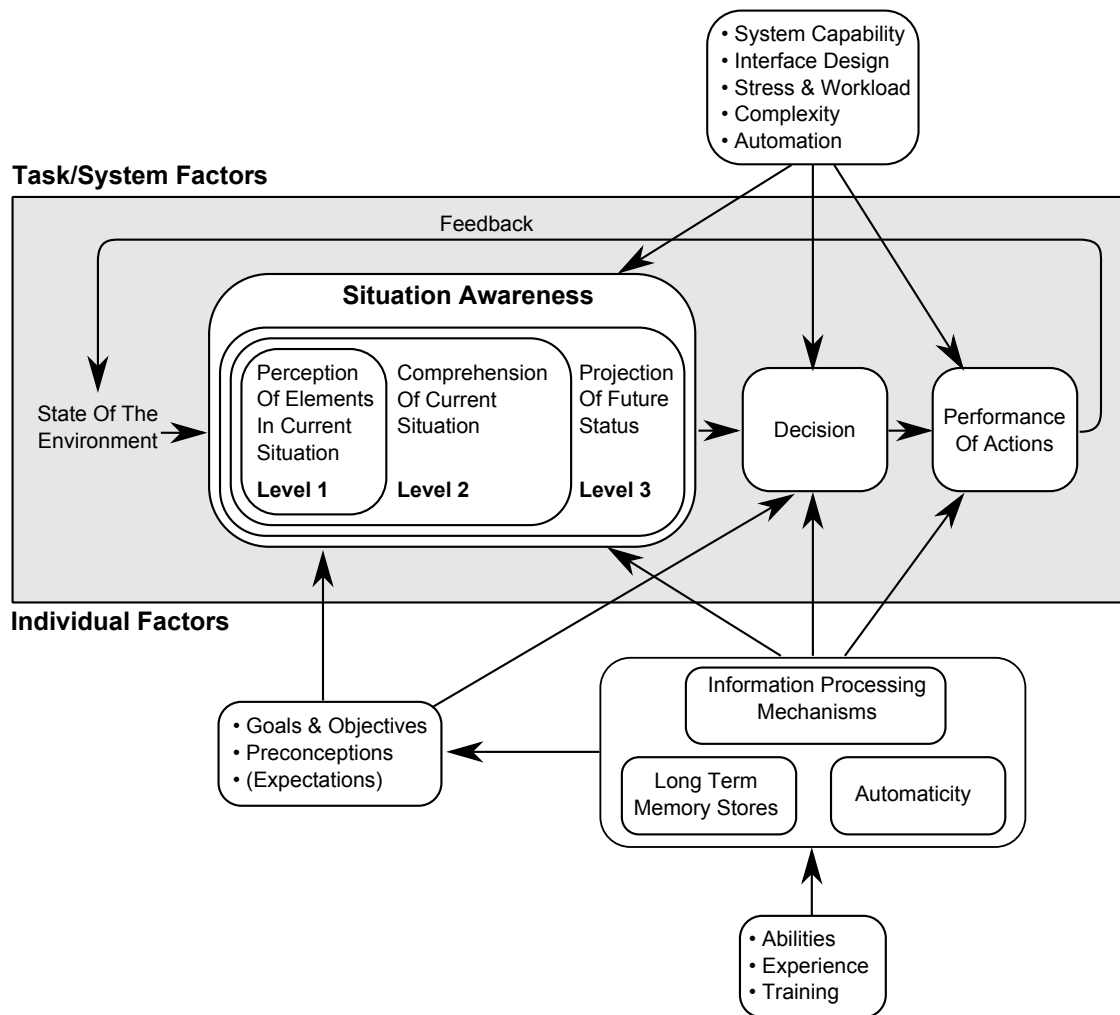 • System Capability
• Interface Design
• Stress & Workload
• Complexity
• Automation
Task/System Factors
Feedback
Situation Awareness
Perception
Of Elements
In Current
Situation
Level 1
Comprehension
Of Current
Situation
Level 2
Projection
Of Future
Status
Level 3
State Of The
Environment
Decision
Performance
Of Actions
Individual Factors
• Goals & Objectives
• Preconceptions
• (Expectations)
Information Processing
Mechanisms
Long Term
Memory Stores
Automaticity
• Abilities
• Experience
• Training